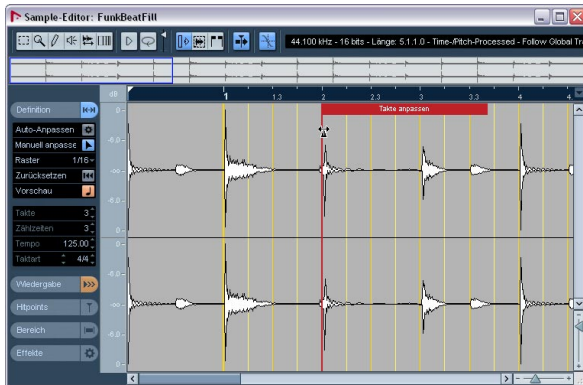 Sample-Editor: FunkBeatFill
44.100 kHz - 16 bits - Länge: 5.1.1.0 - Time-/Pitch-Processed - Follow Global Tr
dB 1 1.3 2 2.3 3 3.3 4 4
Takte anpassen
Definition
Auto-Anpassen
Manuell anpasse
Raster 1/16
Zurücksetzen
Vorschau
Takte 3
Zählzeiten 3
Tempo 125.00
Taktart 4/4
Wiedergabe
Hitpoints
Bereich
Effekte
0
-6.0
-∞
-6.0
0
0
-6.0
-∞
-6.0
0